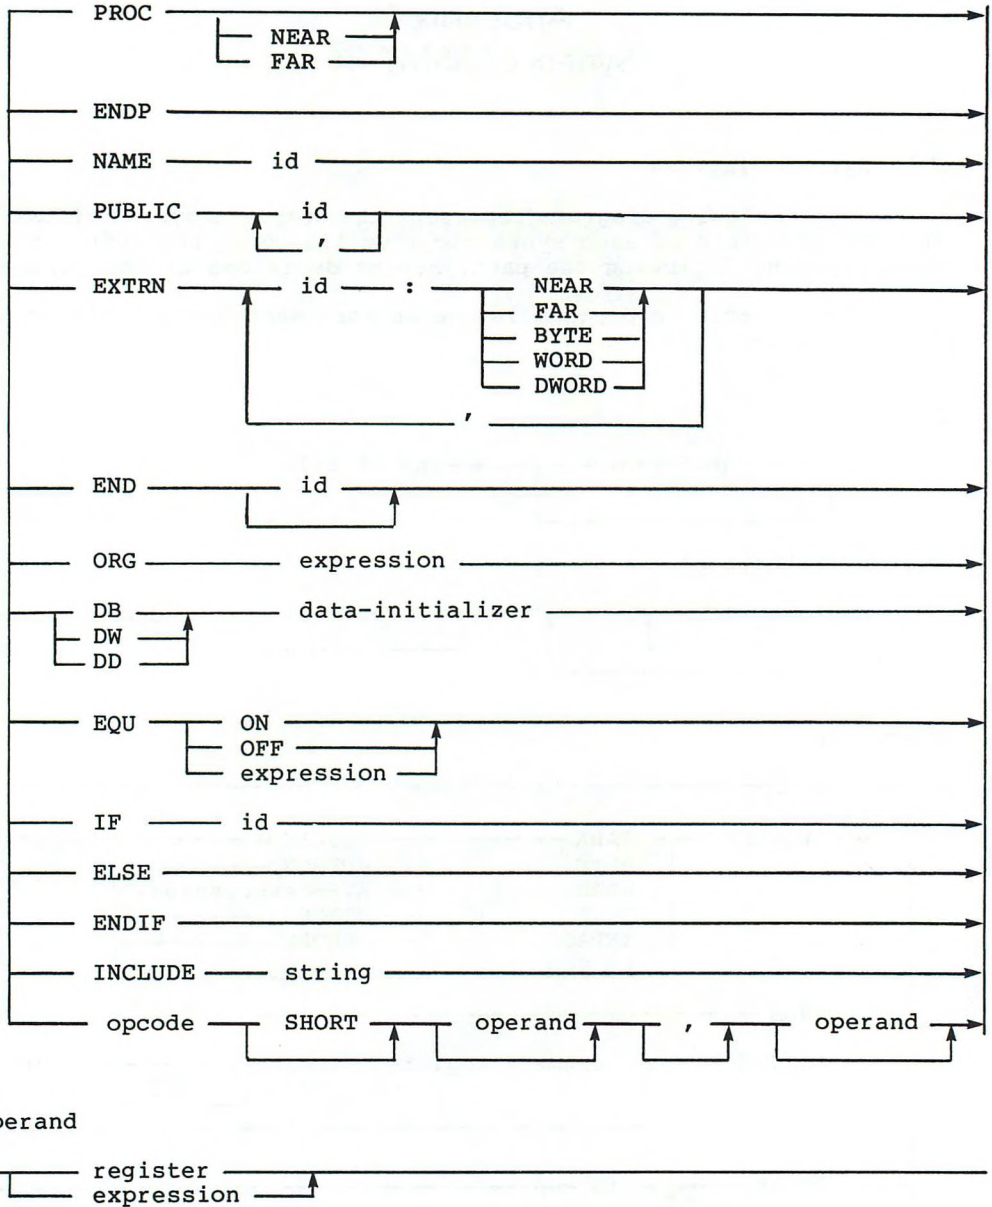 PROC
NEAR
FAR
ENDP
NAME id
PUBLIC id
,
EXTRN id : NEAR
FAR
BYTE
WORD
DWORD
,
END id
ORG expression
DB data-initializer
DW
DD
EQU ON
OFF
expression
IF id
ELSE
ENDIF
INCLUDE string
opcode SHORT operand , operand
perand
register
expression